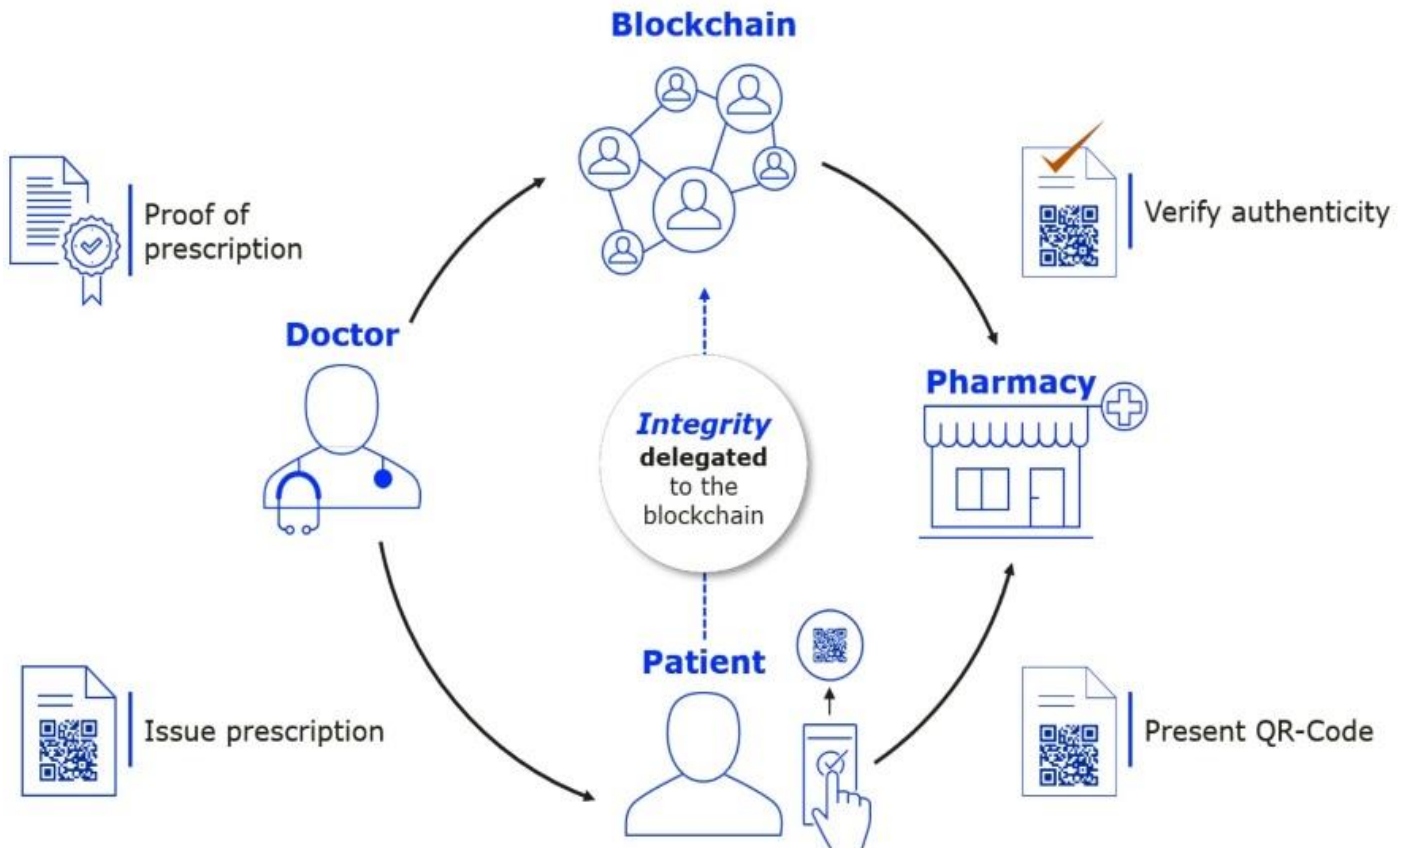 Blockchain
Proof of
prescription
Verify authenticity
Doctor
Pharmacy
Integrity
delegated
to the
blockchain
Patient
Issue prescription
Present QR-Code